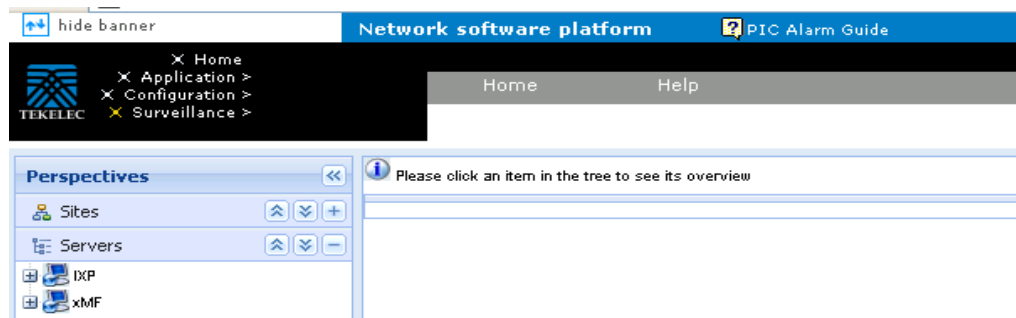 hide banner
Network software platform
PIC Alarm Guide
Home
Application >
Configuration >
Surveillance >
TEKELEC
Home
Help
Perspectives
Please click an item in the tree to see its overview
Sites
Servers
IXP
xMF